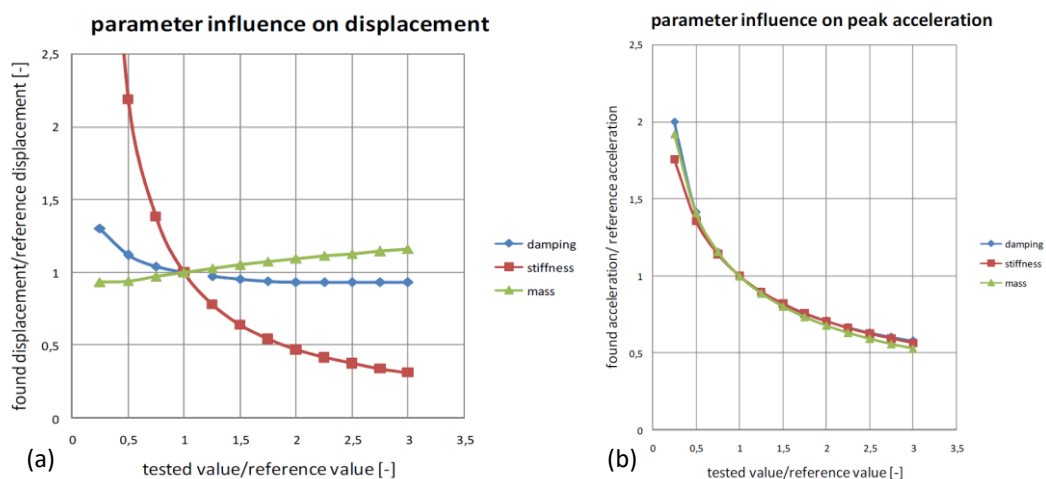 parameter influence on displacement
found displacement/reference displacement [-]
2,5
2
1,5
1
0,5
0
0 0,5 1 1,5 2 2,5 3 3,5
tested value/reference value [-]
damping
stiffness
mass
(a)
parameter influence on peak acceleration
found acceleration/ reference acceleration
2,5
2
1,5
1
0,5
0
0 0,5 1 1,5 2 2,5 3 3,5
tested value/reference value [-]
damping
stiffness
mass
(b)